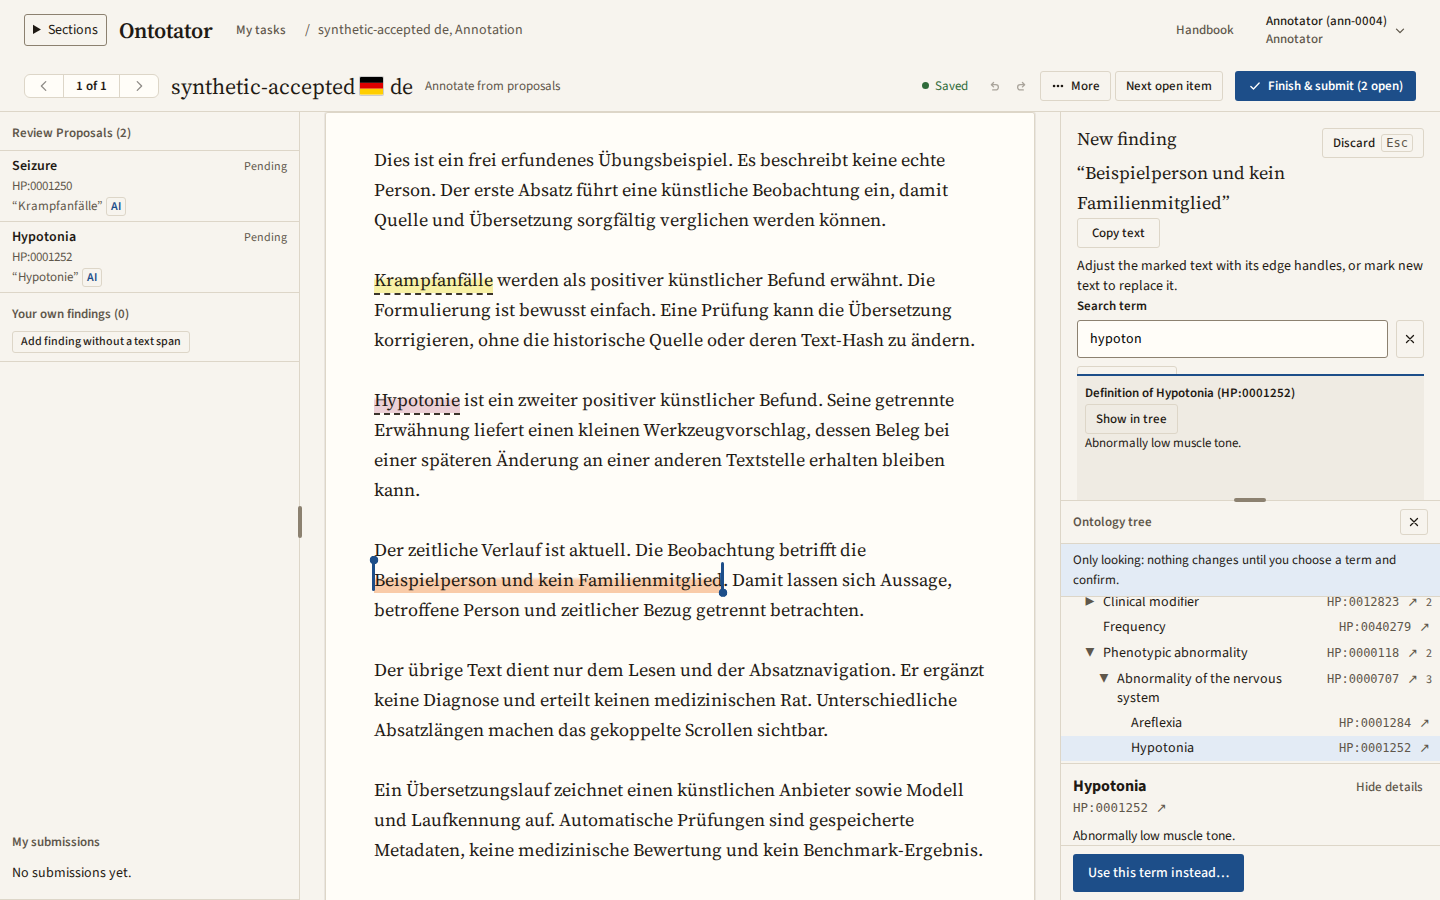 ▶ Sections
Ontotator
My tasks / synthetic-accepted de, Annotation
Handbook
Annotator (ann-0004)
Annotator
1 of 1
synthetic-accepted de
Annotate from proposals
Saved
More
Next open item
Finish & submit (2 open)
Review Proposals (2)
Seizure Pending
HP:0001250
“Krampfanfälle” AI
Hypotonia Pending
HP:0001252
“Hypotonie” AI
Your own findings (0)
Add finding without a text span
My submissions
No submissions yet.
Dies ist ein frei erfundenes Übungsbeispiel. Es beschreibt keine echte
Person. Der erste Absatz führt eine künstliche Beobachtung ein, damit
Quelle und Übersetzung sorgfältig verglichen werden können.
Krampfanfälle werden als positiver künstlicher Befund erwähnt. Die
Formulierung ist bewusst einfach. Eine Prüfung kann die Übersetzung
korrigieren, ohne die historische Quelle oder deren Text-Hash zu ändern.
Hypotonie ist ein zweiter positiver künstlicher Befund. Seine getrennte
Erwähnung liefert einen kleinen Werkzeugvorschlag, dessen Beleg bei
einer späteren Änderung an einer anderen Textstelle erhalten bleiben
kann.
Der zeitliche Verlauf ist aktuell. Die Beobachtung betrifft die
Beispielperson und kein Familienmitglied. Damit lassen sich Aussage,
betroffene Person und zeitlicher Bezug getrennt betrachten.
Der übrige Text dient nur dem Lesen und der Absatznavigation. Er ergänzt
keine Diagnose und erteilt keinen medizinischen Rat. Unterschiedliche
Absatzlängen machen das gekoppelte Scrollen sichtbar.
Ein Übersetzungslauf zeichnet einen künstlichen Anbieter sowie Modell
und Laufkennung auf. Automatische Prüfungen sind gespeicherte
Metadaten, keine medizinische Bewertung und kein Benchmark-Ergebnis.
New finding
Discard Esc
“Beispielperson und kein
Familienmitglied”
Copy text
Adjust the marked text with its edge handles, or mark new
text to replace it.
Search term
hypoton
Definition of Hypotonia (HP:0001252)
Show in tree
Abnormally low muscle tone.
Ontology tree
Only looking: nothing changes until you choose a term and
confirm.
▶ Clinical modifier HP:0012823 ↗ 2
Frequency HP:0040279 ↗
▼ Phenotypic abnormality HP:0000118 ↗ 2
▼ Abnormality of the nervous HP:0000707 ↗ 3
system
Areflexia HP:0001284 ↗
Hypotonia HP:0001252 ↗
Hypotonia Hide details
HP:0001252 ↗
Abnormally low muscle tone.
Use this term instead…